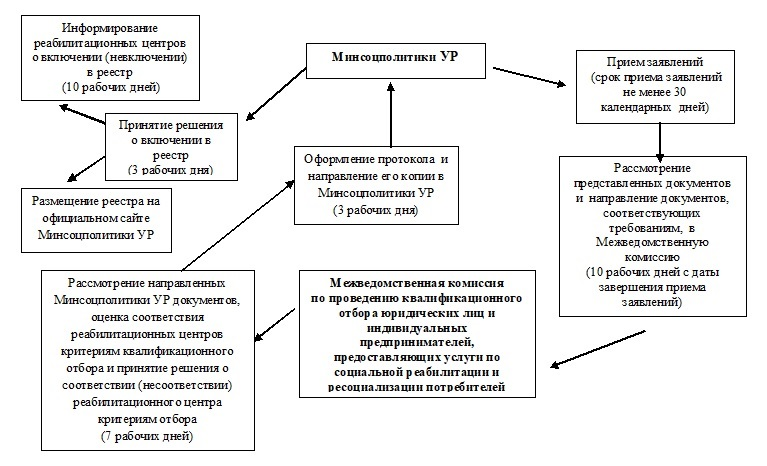 Информирование
реабилитационных центров
о включении (невключении)
в реестр
(10 рабочих дней)
Минсоцполитики УР
Прием заявлений
(срок приема заявлений
не менее 30
календарных дней)
Принятие решения
о включении в
реестр
(3 рабочих дня)
Оформление протокола и
направление его копии в
Минсоцполитики УР
(3 рабочих дня)
Рассмотрение
представленных документов
и направление документов,
соответствующих
требованиям, в
Межведомственную
комиссию
(10 рабочих дней с даты
завершения приема
заявлений)
Размещение реестра на
официальном сайте
Минсоцполитики УР
Рассмотрение направленных
Минсоцполитики УР документов,
оценка соответствия
реабилитационных центров
критериям квалификационного
отбора и принятие решения о
соответствии (несоответствии)
реабилитационного центра
критериям отбора
(7 рабочих дней)
Межведомственная комиссия
по проведению квалификационного
отбора юридических лиц и
индивидуальных
предпринимателей,
предоставляющих услуги по
социальной реабилитации и
ресоциализации потребителей